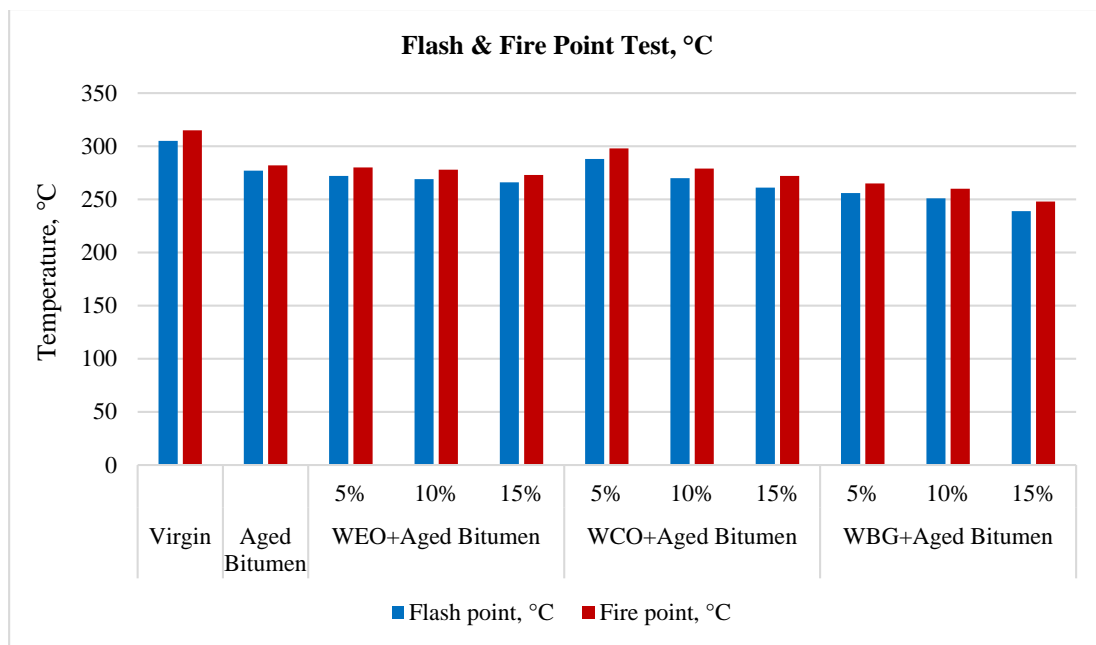 Flash & Fire Point Test, °C
Temperature, °C
350
300
250
200
150
100
50
0
5% 10% 15% 5% 10% 15% 5% 10% 15%
Virgin Aged WEO+Aged Bitumen WCO+Aged Bitumen WBG+Aged Bitumen
Bitumen
Flash point, °C Fire point, °C